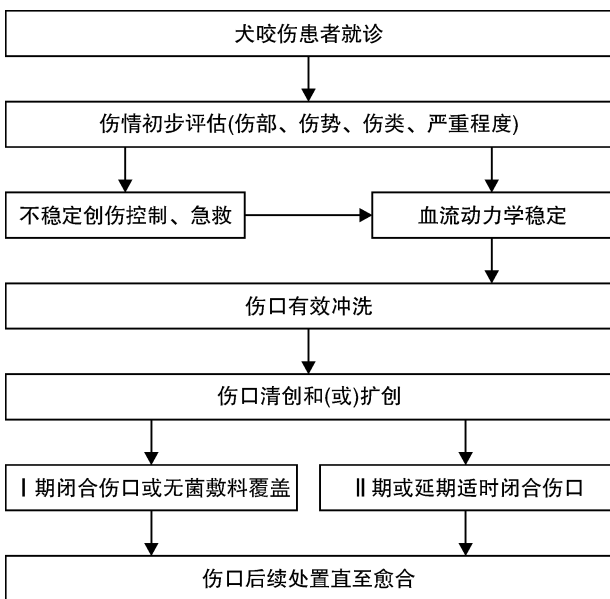 犬咬伤患者就诊
伤情初步评估(伤部、伤势、伤类、严重程度)
不稳定创伤控制、急救
血流动力学稳定
伤口有效冲洗
伤口清创和(或)扩创
Ⅰ期闭合伤口或无菌敷料覆盖
Ⅱ期或延期适时闭合伤口
伤口后续处置直至愈合